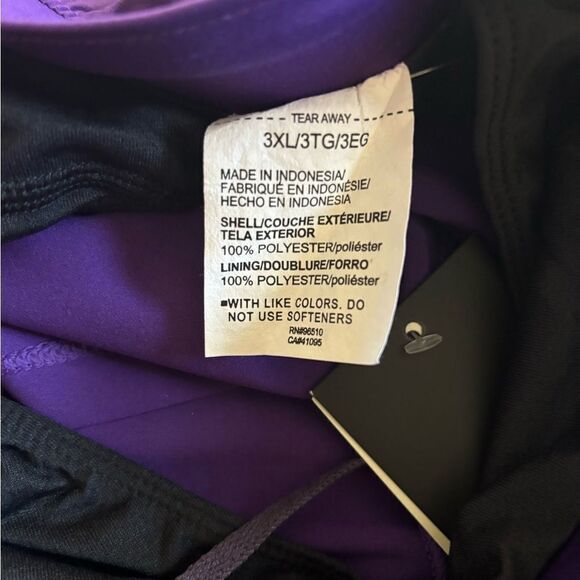 TEAR AWAY
3XL/3TG/3EG
MADE IN INDONESIA/
FABRIQUÉ EN INDONÉSIE/
HECHO EN INDONESIA
SHELL/COUCHE EXTÉRIEURE/
TELA EXTERIOR
100% POLYESTER/poliéster
LINING/DOUBLURE/FORRO
100% POLYESTER/poliéster
■WITH LIKE COLORS. DO
NOT USE SOFTENERS
RN#96510
CA#41095